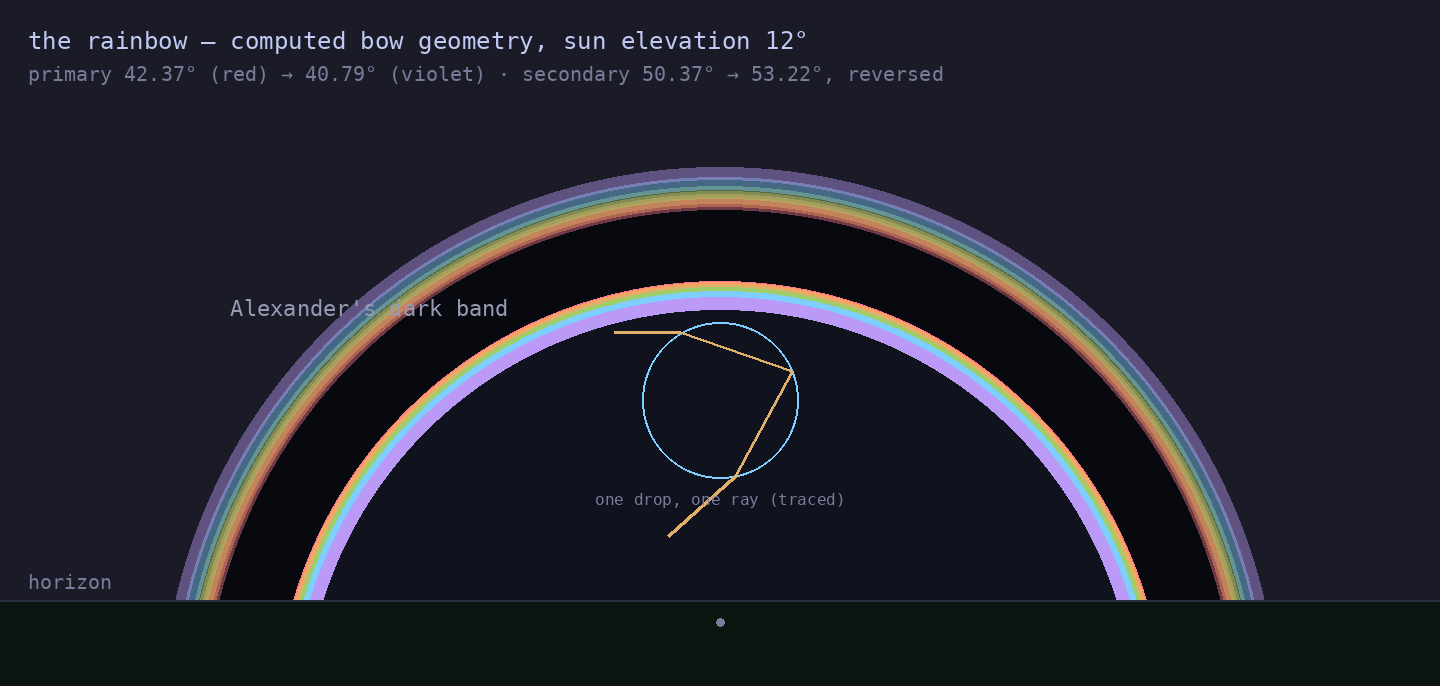 the rainbow — computed bow geometry, sun elevation 12°
primary 42.37° (red) → 40.79° (violet) · secondary 50.37° → 53.22°, reversed
Alexander's dark band
one drop, one ray (traced)
horizon